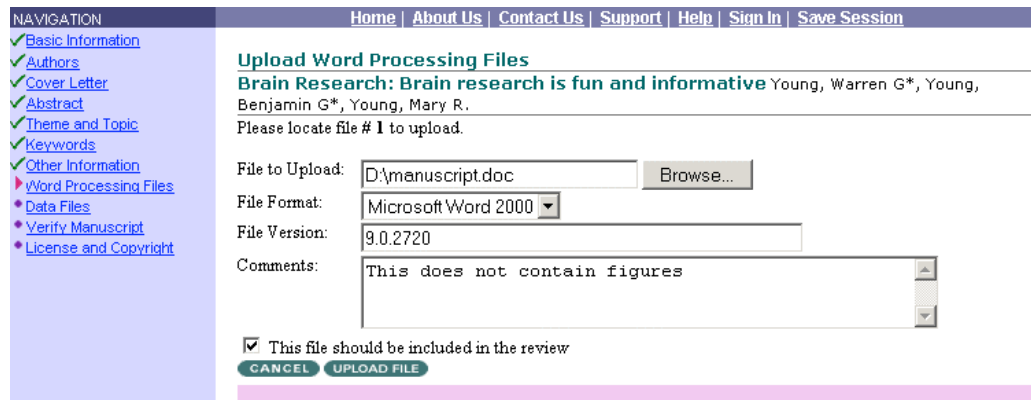 NAVIGATION
Home | About Us | Contact Us | Support | Help | Sign In | Save Session
Basic Information
Authors
Cover Letter
Abstract
Theme and Topic
Keywords
Other Information
Word Processing Files
Data Files
Verify Manuscript
License and Copyright
Upload Word Processing Files
Brain Research: Brain research is fun and informative Young, Warren G*, Young,
Benjamin G*, Young, Mary R.
Please locate file # 1 to upload.
File to Upload: D:\manuscript.doc Browse...
File Format: Microsoft Word 2000
File Version: 9.0.2720
Comments: This does not contain figures
This file should be included in the review
CANCEL UPLOAD FILE